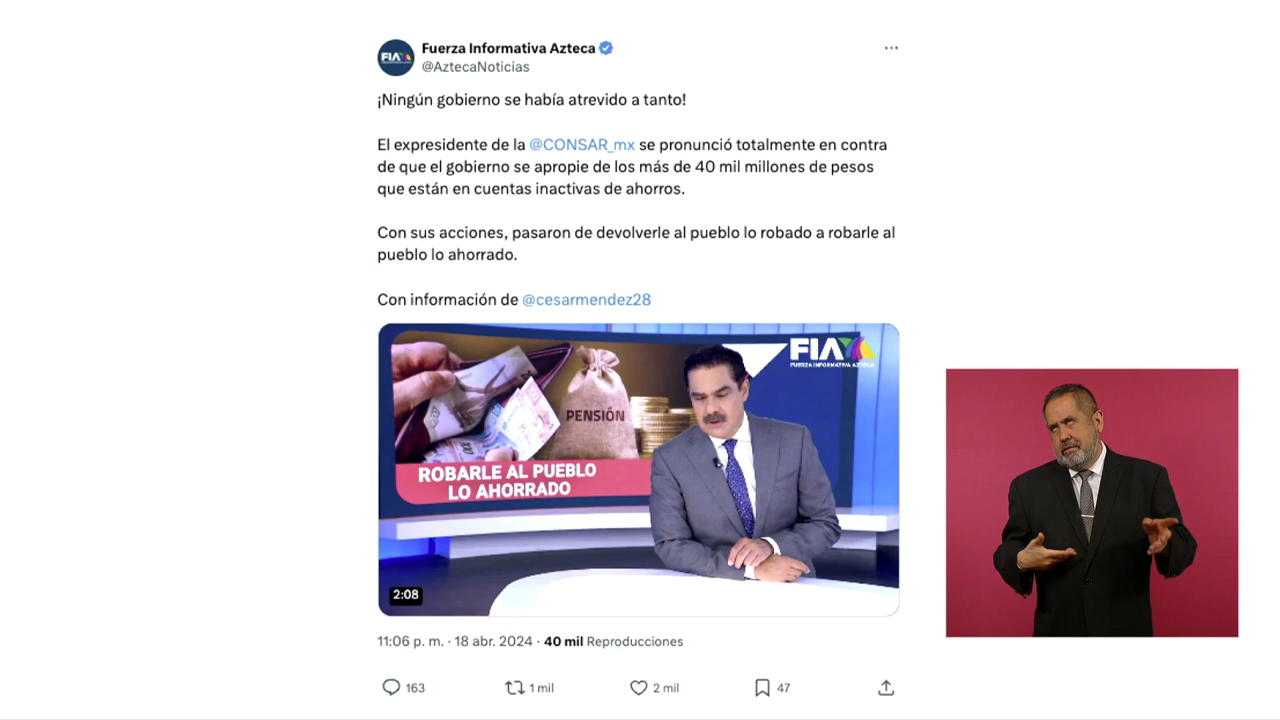 Fuerza Informativa Azteca
FIA
@AztecaNoticias
¡Ningún gobierno se había atrevido a tanto!
El expresidente de la @CONSAR_mx se pronunció totalmente en contra
de que el gobierno se apropie de los más de 40 mil millones de pesos
que están en cuentas inactivas de ahorros.
Con sus acciones, pasaron de devolverle al pueblo lo robado a robarle al
pueblo lo ahorrado.
Con información de @cesarmendez28
FIA
FUERZA INFORMATIVA AZTECA
PENSIÓN
ROBARLE AL PUEBLO
LO AHORRADO
2:08
11:06 p. m. · 18 abr. 2024 · 40 mil Reproducciones
163 1 mil 2 mil 47